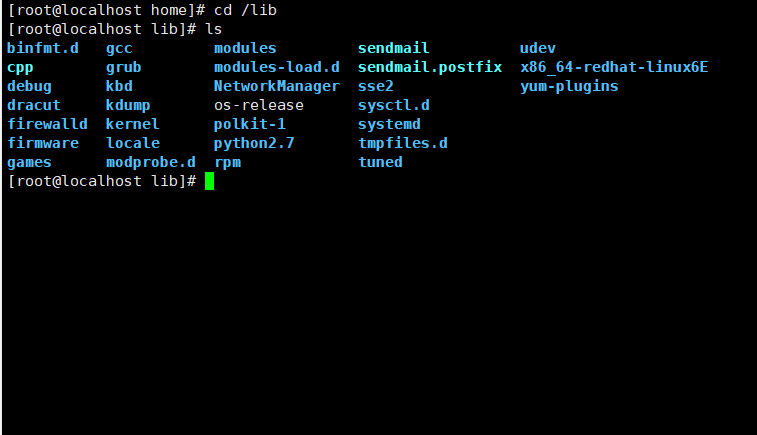 [root@localhost home]# cd /lib
[root@localhost lib]# ls
binfmt.d gcc modules sendmail udev
cpp grub modules-load.d sendmail.postfix x86_64-redhat-linux6E
debug kbd NetworkManager sse2 yum-plugins
dracut kdump os-release sysctl.d
firewalld kernel polkit-1 systemd
firmware locale python2.7 tmpfiles.d
games modprobe.d rpm tuned
[root@localhost lib]#